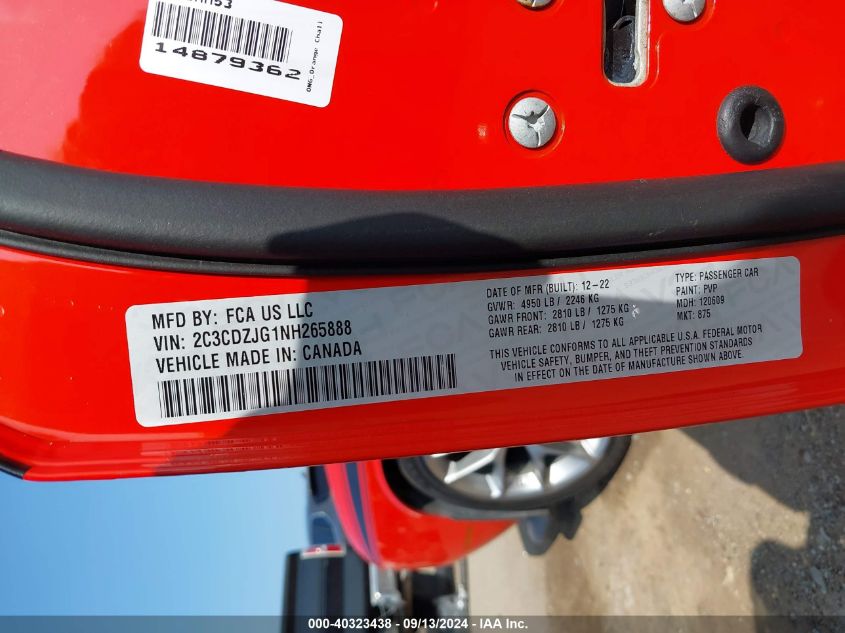 14879362
MFD BY: FCA US LLC
VIN: 2C3CDZJG1NH265888
VEHICLE MADE IN: CANADA
DATE OF MFR (BUILT): 12-22
GVWR: 4950 LB / 2246 KG
GAWR FRONT: 2810 LB / 1275 KG
GAWR REAR: 2810 LB / 1275 KG
TYPE: PASSENGER CAR
PAINT: PVP
MDH: 120609
MKT: 875
THIS VEHICLE CONFORMS TO ALL APPLICABLE U.S.A. FEDERAL MOTOR
VEHICLE SAFETY, BUMPER, AND THEFT PREVENTION STANDARDS
IN EFFECT ON THE DATE OF MANUFACTURE SHOWN ABOVE.
000-40323438 - 09/13/2024 - IAA Inc.